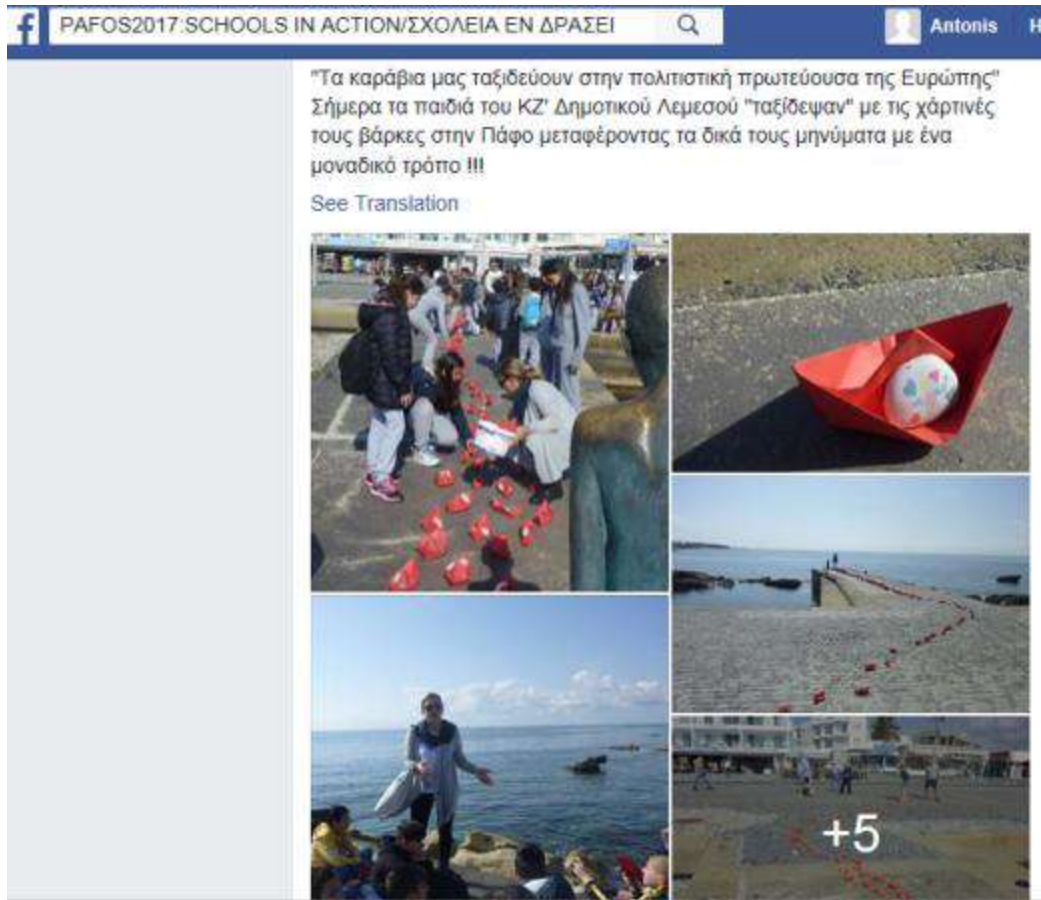 f
PAFOS2017:SCHOOLS IN ACTION/ΣΧΟΛΕΙΑ ΕΝ ΔΡΑΣΕΙ
Antonis
H
"Τα καράβια μας ταξιδεύουν στην πολιτιστική πρωτεύουσα της Ευρώπης"
Σήμερα τα παιδιά του ΚΖ' Δημοτικού Λεμεσού "ταξίδεψαν" με τις χάρτινές
τους βάρκες στην Πάφο μεταφέροντας τα δικά τους μηνύματα με ένα
μοναδικό τρόπο !!!
See Translation
+5